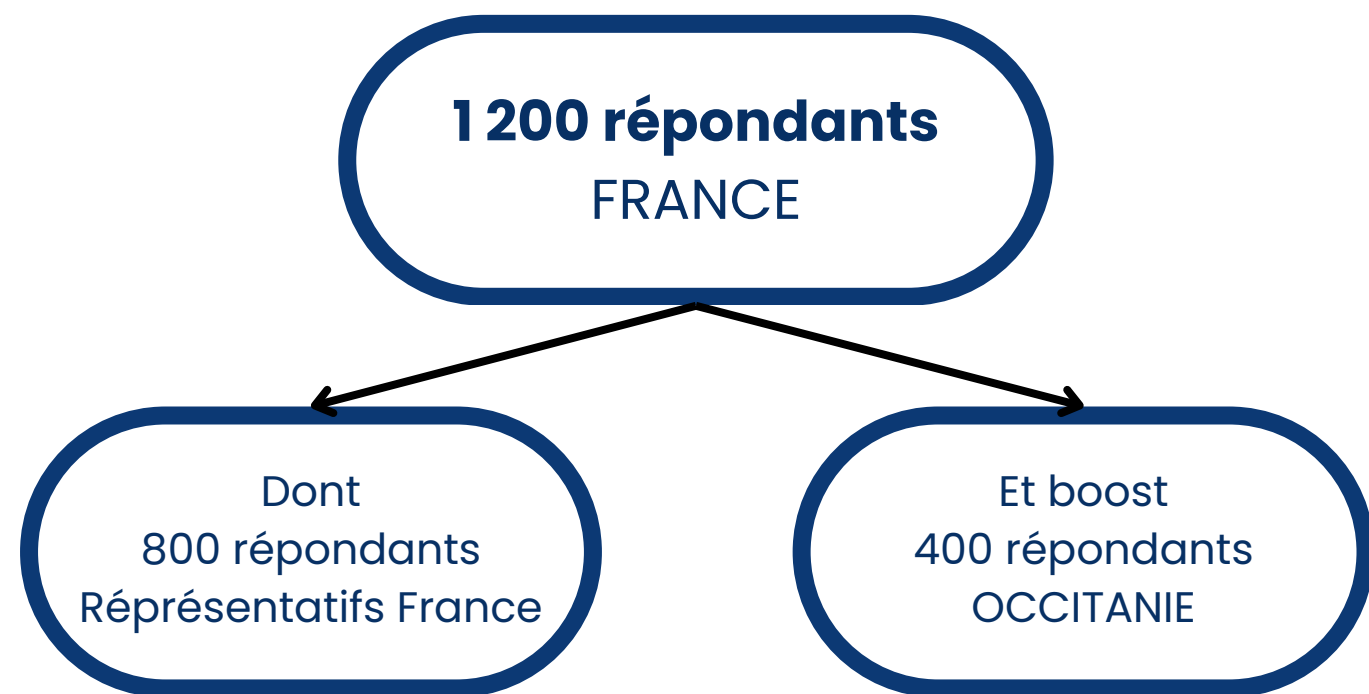 1 200 répondants
FRANCE
Dont
800 répondants
Réprésentatifs France
Et boost
400 répondants
OCCITANIE